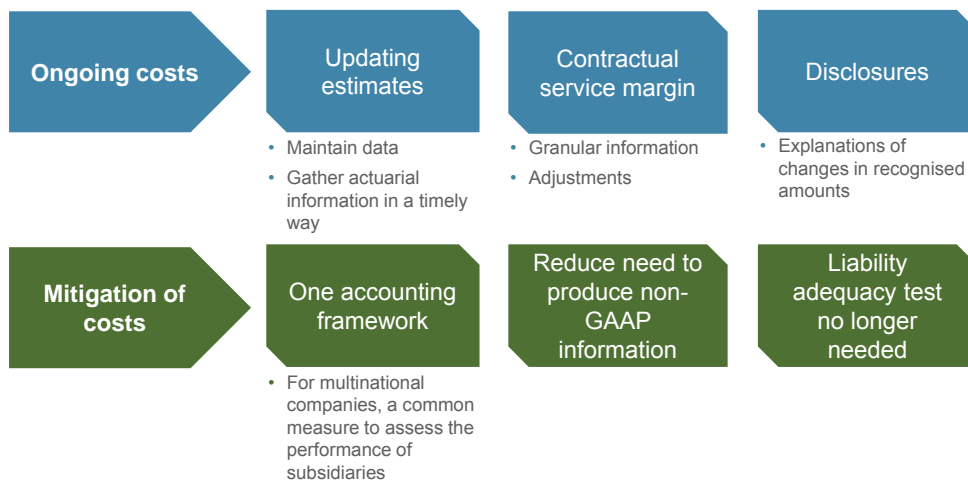 Ongoing costs
Updating
estimates
Contractual
service margin
Disclosures
• Maintain data
• Gather actuarial
information in a timely
way
• Granular information
• Adjustments
• Explanations of
changes in recognised
amounts
Mitigation of
costs
One accounting
framework
Reduce need to
produce non-
GAAP
information
Liability
adequacy test
no longer
needed
• For multinational
companies, a common
measure to assess the
performance of
subsidiaries